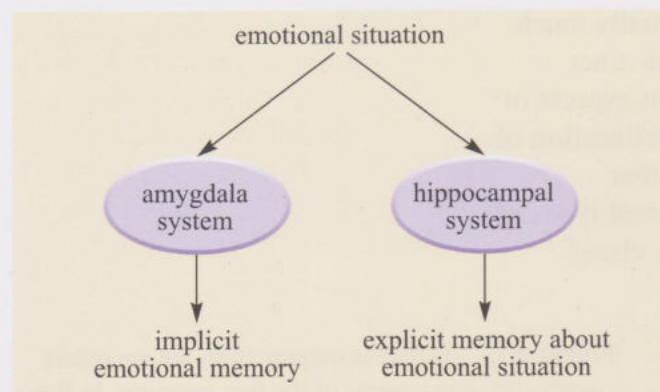 emotional situation
amygdala
system
hippocampal
system
implicit
emotional memory
explicit memory about
emotional situation